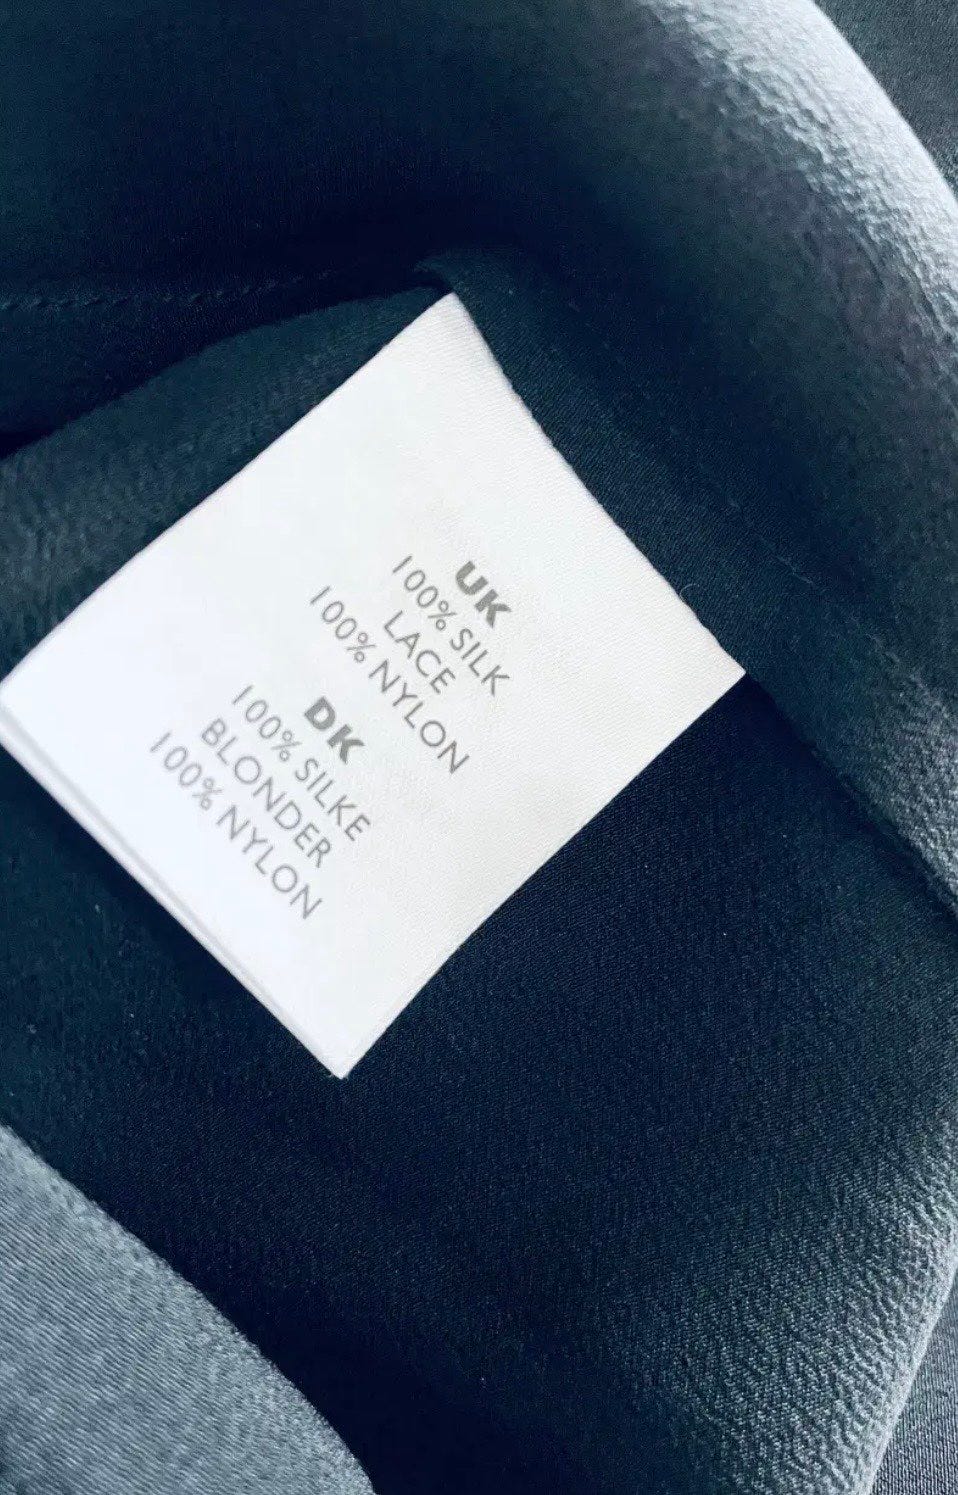 UK
100% SILK
LACE
100% NYLON
DK
100% SILKE
BLONDER
100% NYLON